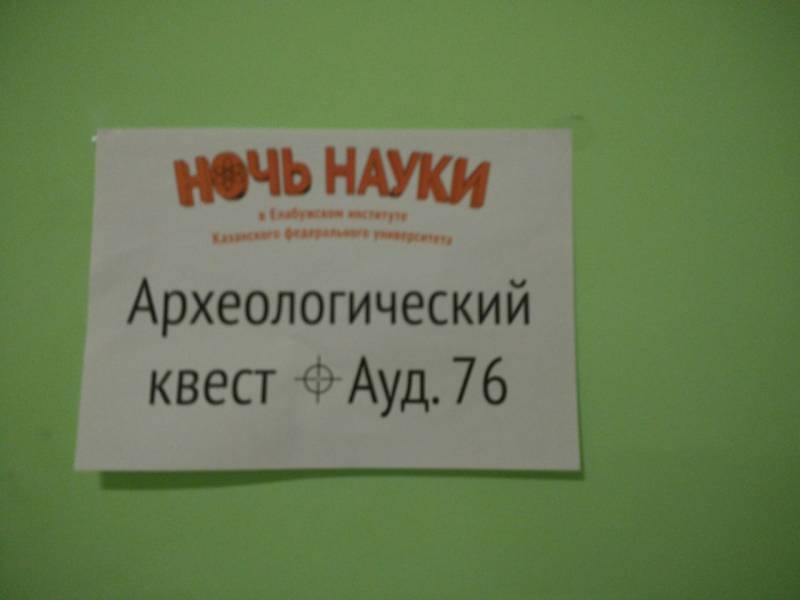 НОЧЬ НАУКИ
в Елабужском институте
Казанского федерального университета
Археологический
квест Ауд. 76